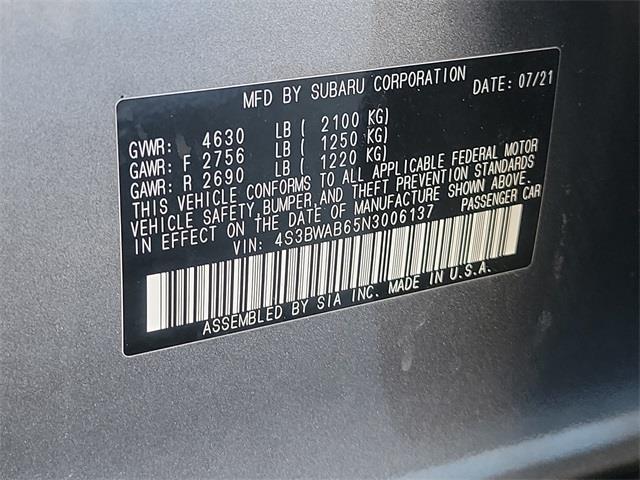 MFD BY SUBARU CORPORATION DATE: 07/21
GVWR: 4630 LB ( 2100 KG)
GAWR: F 2756 LB ( 1250 KG)
GAWR: R 2690 LB ( 1220 KG)
THIS VEHICLE CONFORMS TO ALL APPLICABLE FEDERAL MOTOR
VEHICLE SAFETY, BUMPER, AND THEFT PREVENTION STANDARDS
IN EFFECT ON THE DATE OF MANUFACTURE SHOWN ABOVE.
VIN: 4S3BWAB65N3006137 PASSENGER CAR
ASSEMBLED BY SIA INC. MADE IN U.S.A.